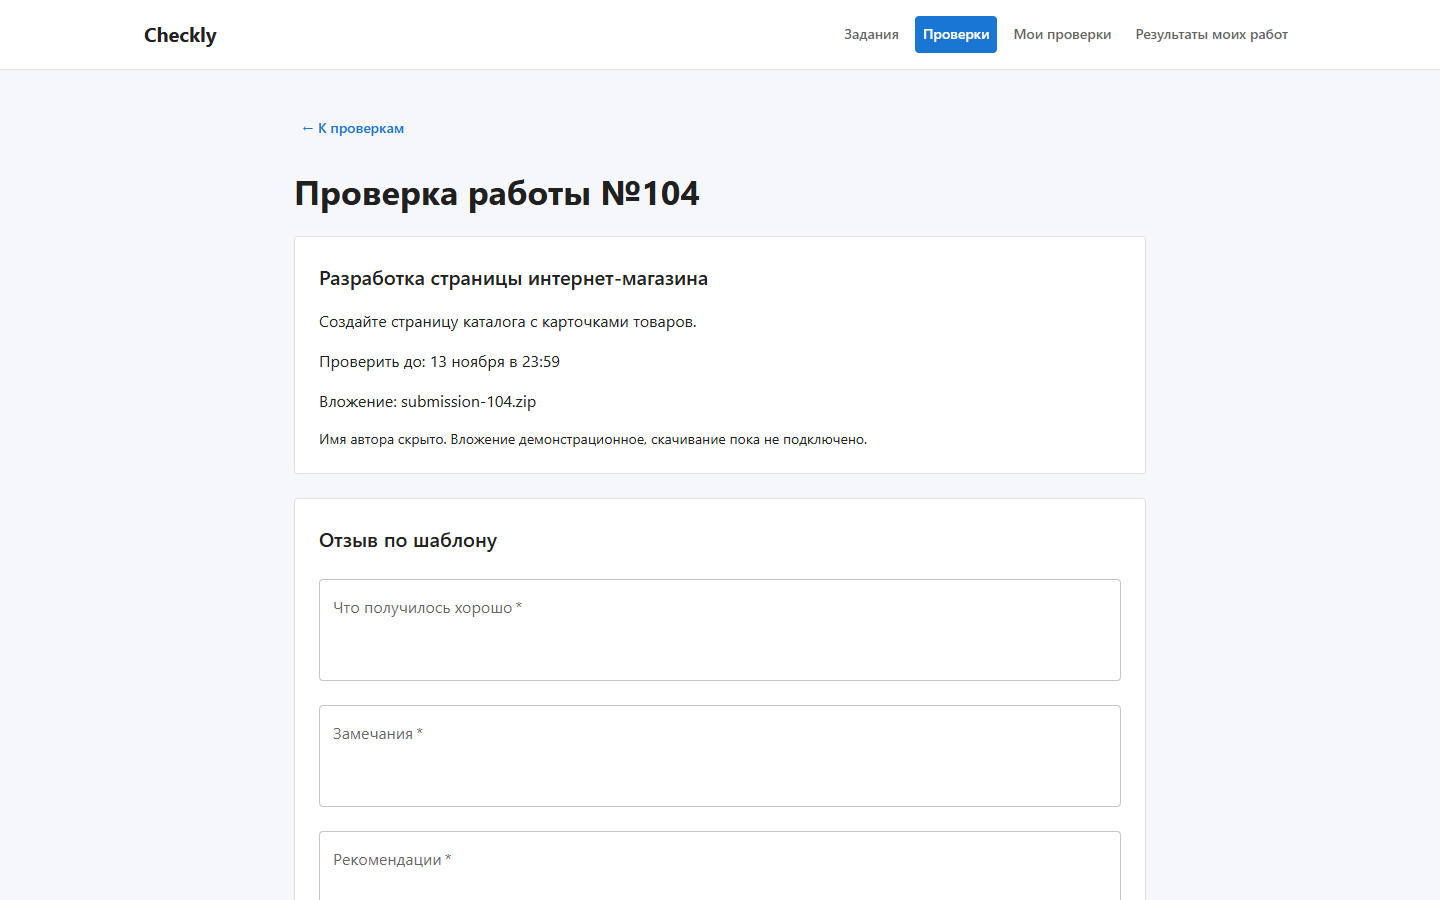 Checkly
Задания
Проверки
Мои проверки
Результаты моих работ
← К проверкам
Проверка работы №104
Разработка страницы интернет-магазина
Создайте страницу каталога с карточками товаров.
Проверить до: 13 ноября в 23:59
Вложение: submission-104.zip
Имя автора скрыто. Вложение демонстрационное, скачивание пока не подключено.
Отзыв по шаблону
Что получилось хорошо *
Замечания *
Рекомендации *